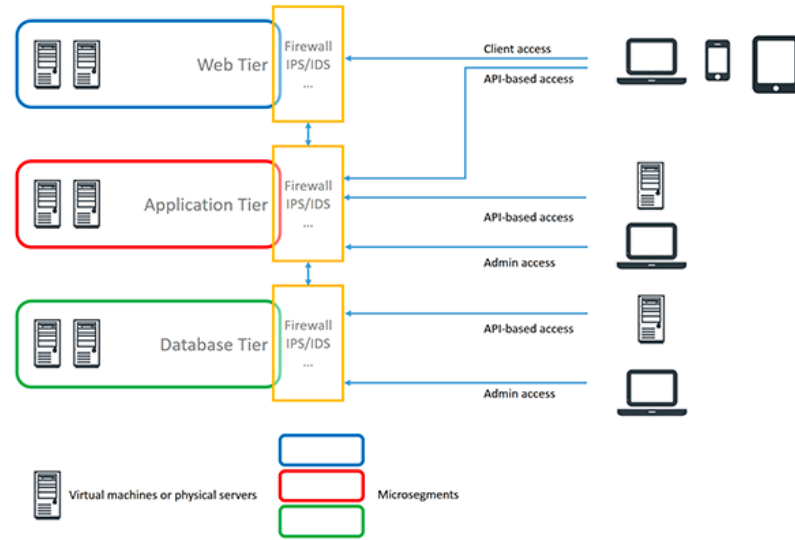 Web Tier
Firewall
IPS/IDS
...
Client access
API-based access
Application Tier
Firewall
IPS/IDS
...
API-based access
Admin access
Database Tier
Firewall
IPS/IDS
...
API-based access
Admin access
Virtual machines or physical servers
Microsegments